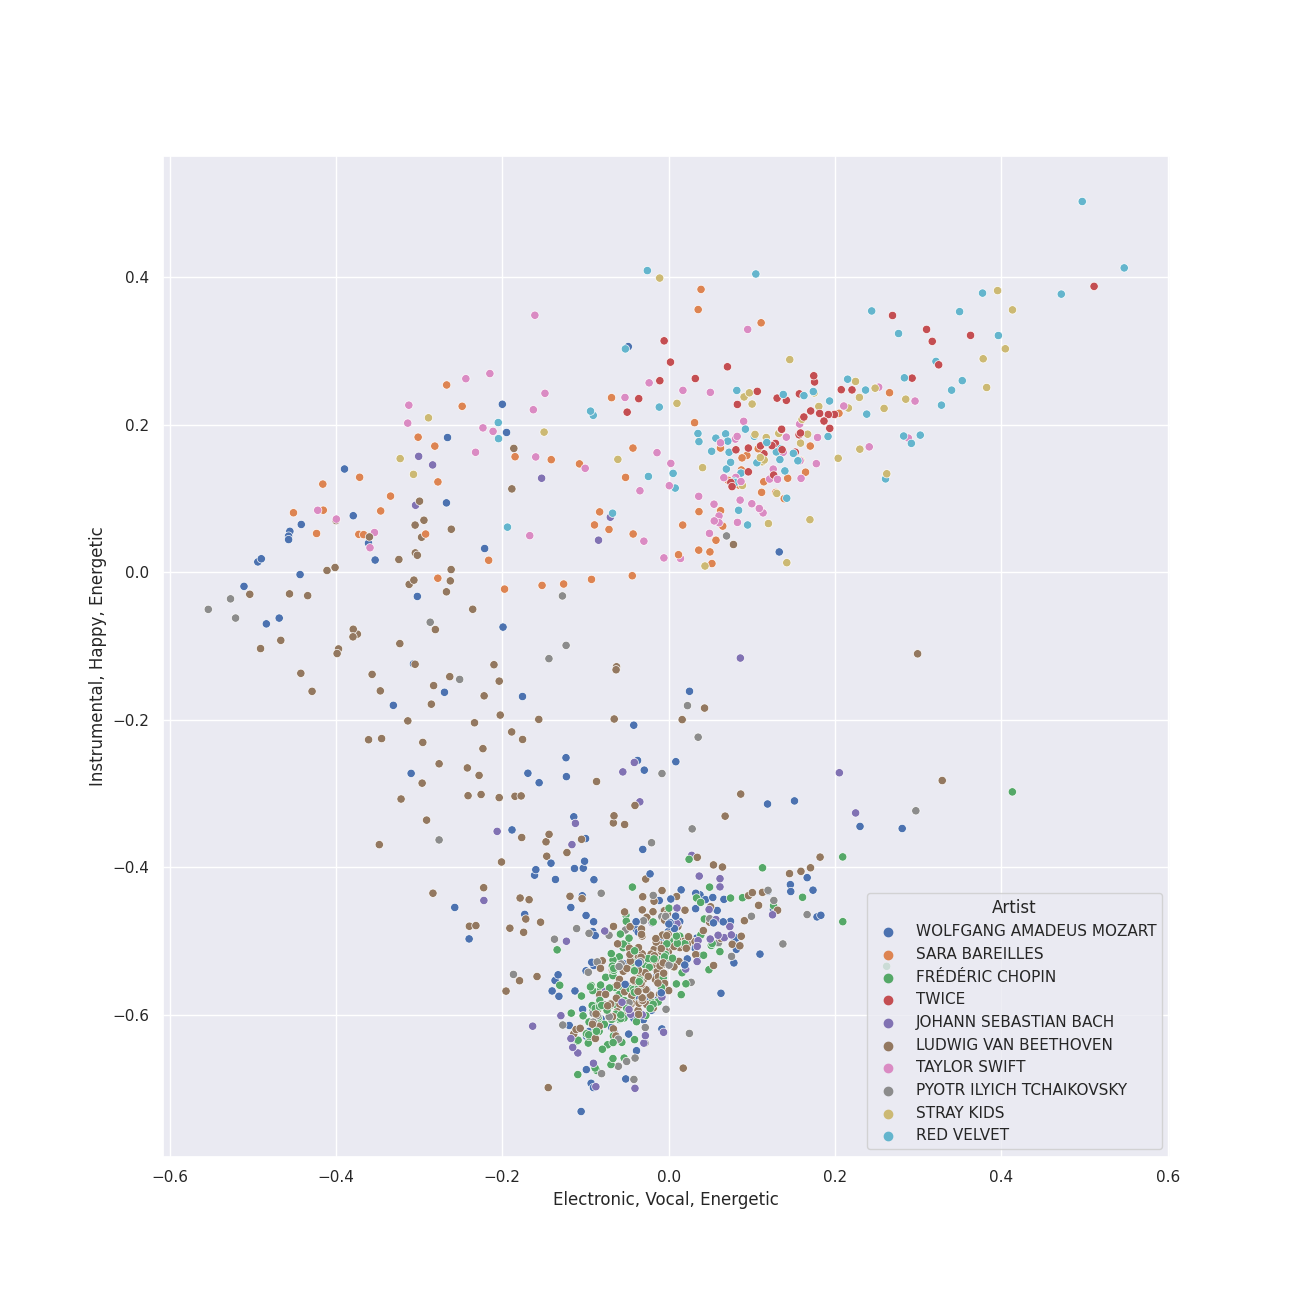 0.4
0.2
0.0
−0.2
−0.4
−0.6
Instrumental, Happy, Energetic
−0.6
−0.4
−0.2
0.0
0.2
0.4
0.6
Electronic, Vocal, Energetic
Artist
WOLFGANG AMADEUS MOZART
SARA BAREILLES
FRÉDÉRIC CHOPIN
TWICE
JOHANN SEBASTIAN BACH
LUDWIG VAN BEETHOVEN
TAYLOR SWIFT
PYOTR ILYICH TCHAIKOVSKY
STRAY KIDS
RED VELVET